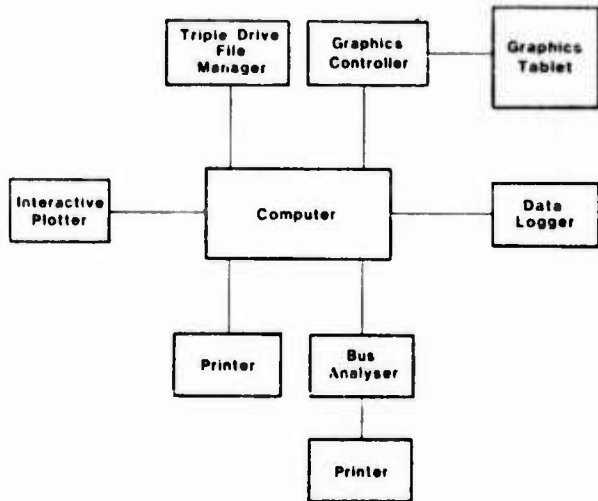 Triple Drive
File
Manager
Graphics
Controller
Graphics
Tablet
Interactive
Plotter
Computer
Data
Logger
Printer
Bus
Analyser
Printer